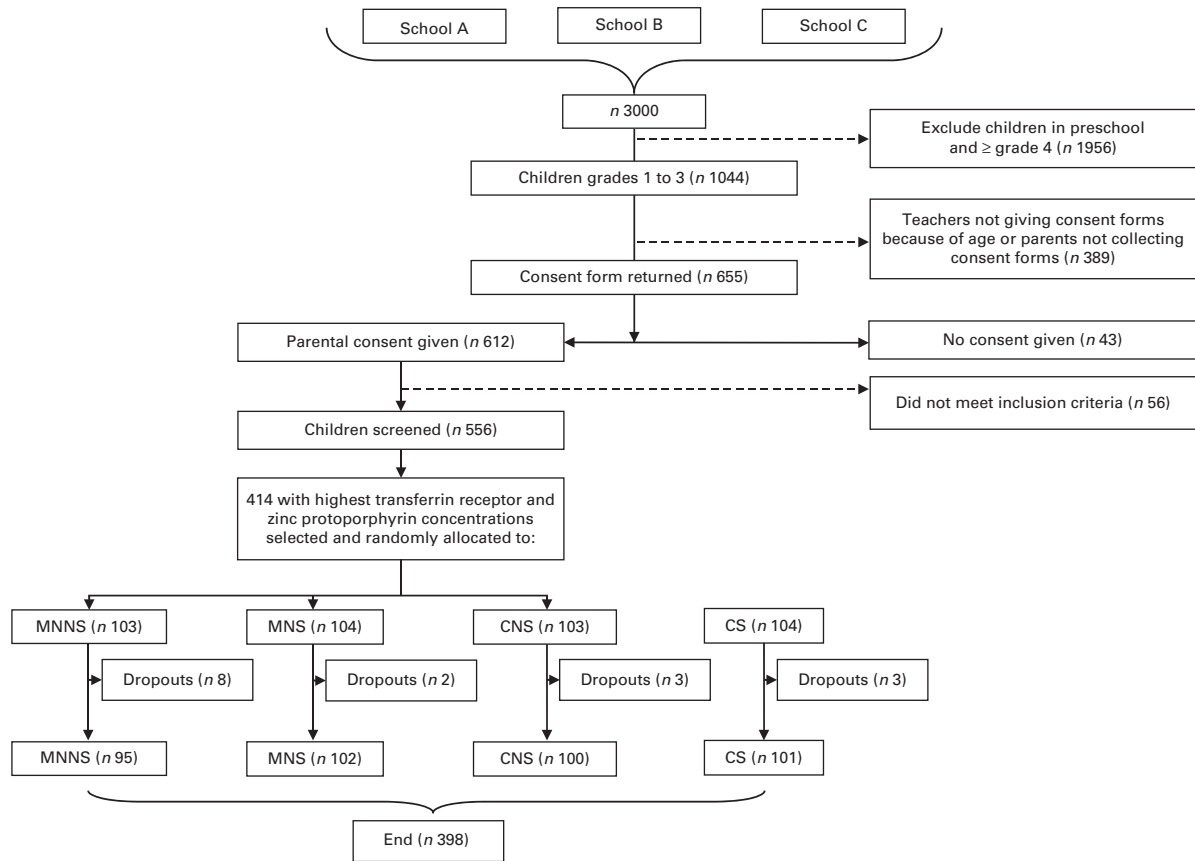 School A
School B
School C
n 3000
Exclude children in preschool
and ≥ grade 4 (n 1956)
Children grades 1 to 3 (n 1044)
Teachers not giving consent forms
because of age or parents not collecting
consent forms (n 389)
Consent form returned (n 655)
Parental consent given (n 612)
No consent given (n 43)
Did not meet inclusion criteria (n 56)
Children screened (n 556)
414 with highest transferrin receptor and
zinc protoporphyrin concentrations
selected and randomly allocated to:
MNNS (n 103)
MNS (n 104)
CNS (n 103)
CS (n 104)
Dropouts (n 8)
Dropouts (n 2)
Dropouts (n 3)
Dropouts (n 3)
MNNS (n 95)
MNS (n 102)
CNS (n 100)
CS (n 101)
End (n 398)